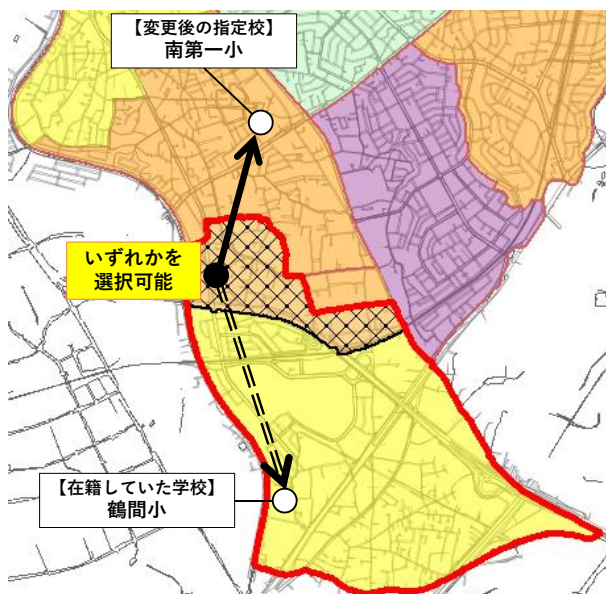 【変更後の指定校】
南第一小
いずれかを
選択可能
【在籍していた学校】
鶴間小